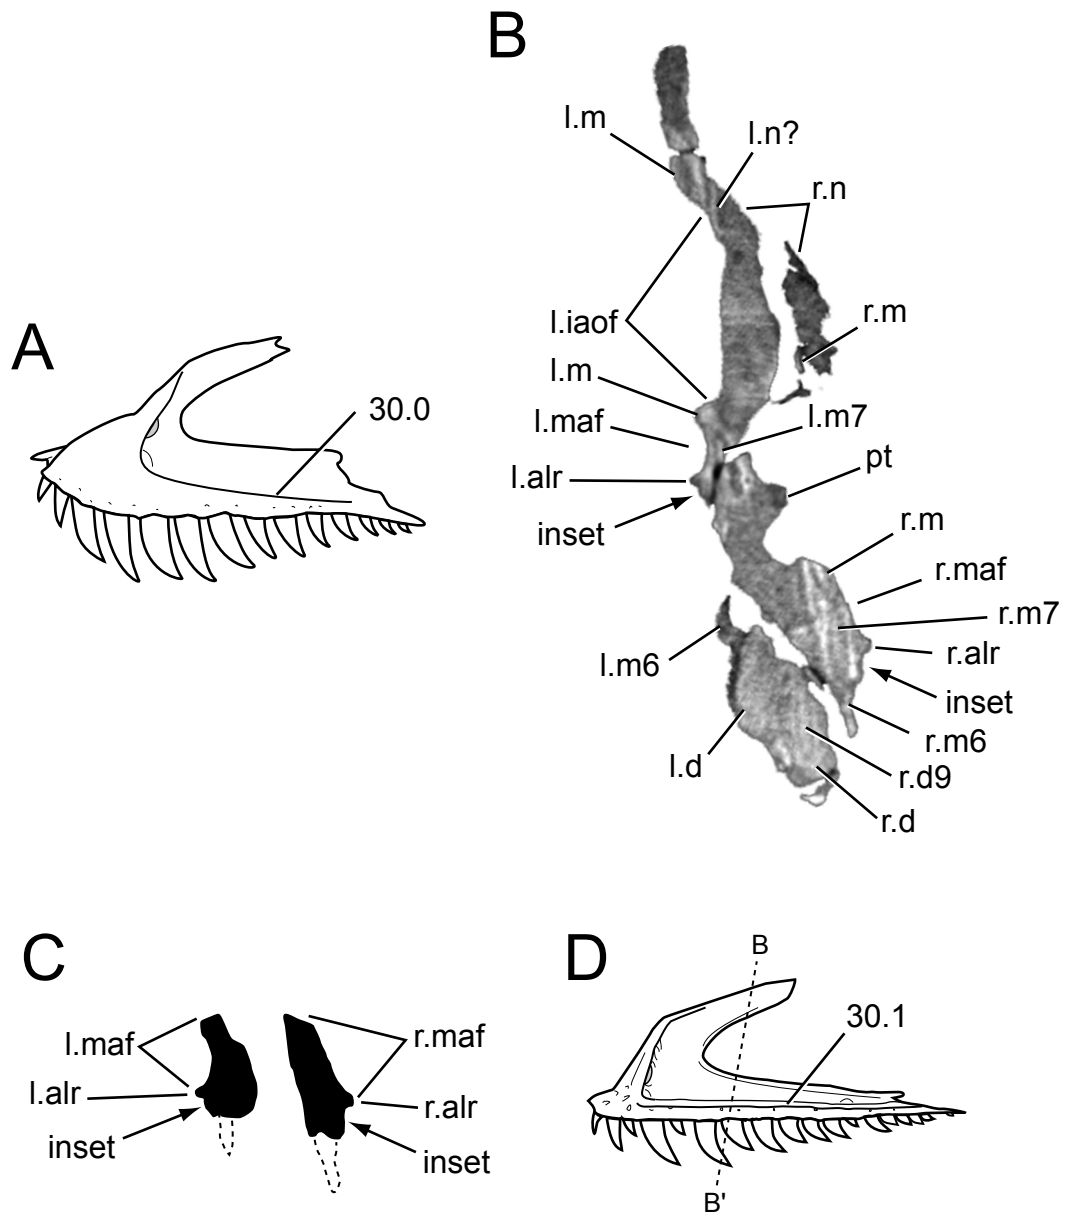 B
l.m
l.n?
r.n
l.iaof
r.m
A
l.m
30.0
l.maf
l.m7
l.alr
pt
inset
r.m
r.maf
r.m7
l.m6
r.alr
inset
r.m6
l.d
r.d9
r.d
C
D
B
l.maf
r.maf
30.1
l.alr
r.alr
inset
inset
B'